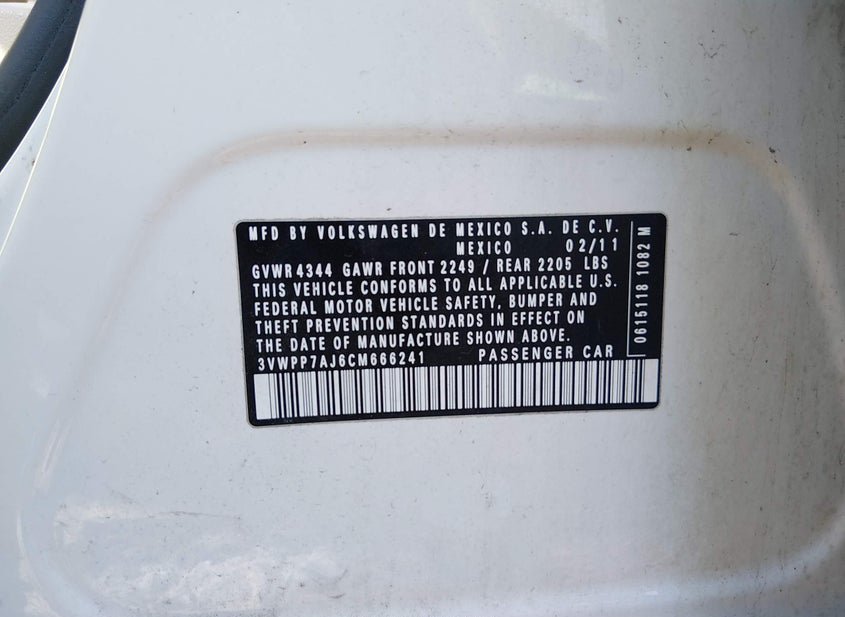 MFD BY VOLKSWAGEN DE MEXICO S.A. DE C.V.
MEXICO 02/11
GVWR 4344 GAWR FRONT 2249 / REAR 2205 LBS
THIS VEHICLE CONFORMS TO ALL APPLICABLE U.S.
FEDERAL MOTOR VEHICLE SAFETY, BUMPER AND
THEFT PREVENTION STANDARDS IN EFFECT ON
THE DATE OF MANUFACTURE SHOWN ABOVE.
3VWPP7AJ6CM666241 PASSENGER CAR
0615118 1082 M